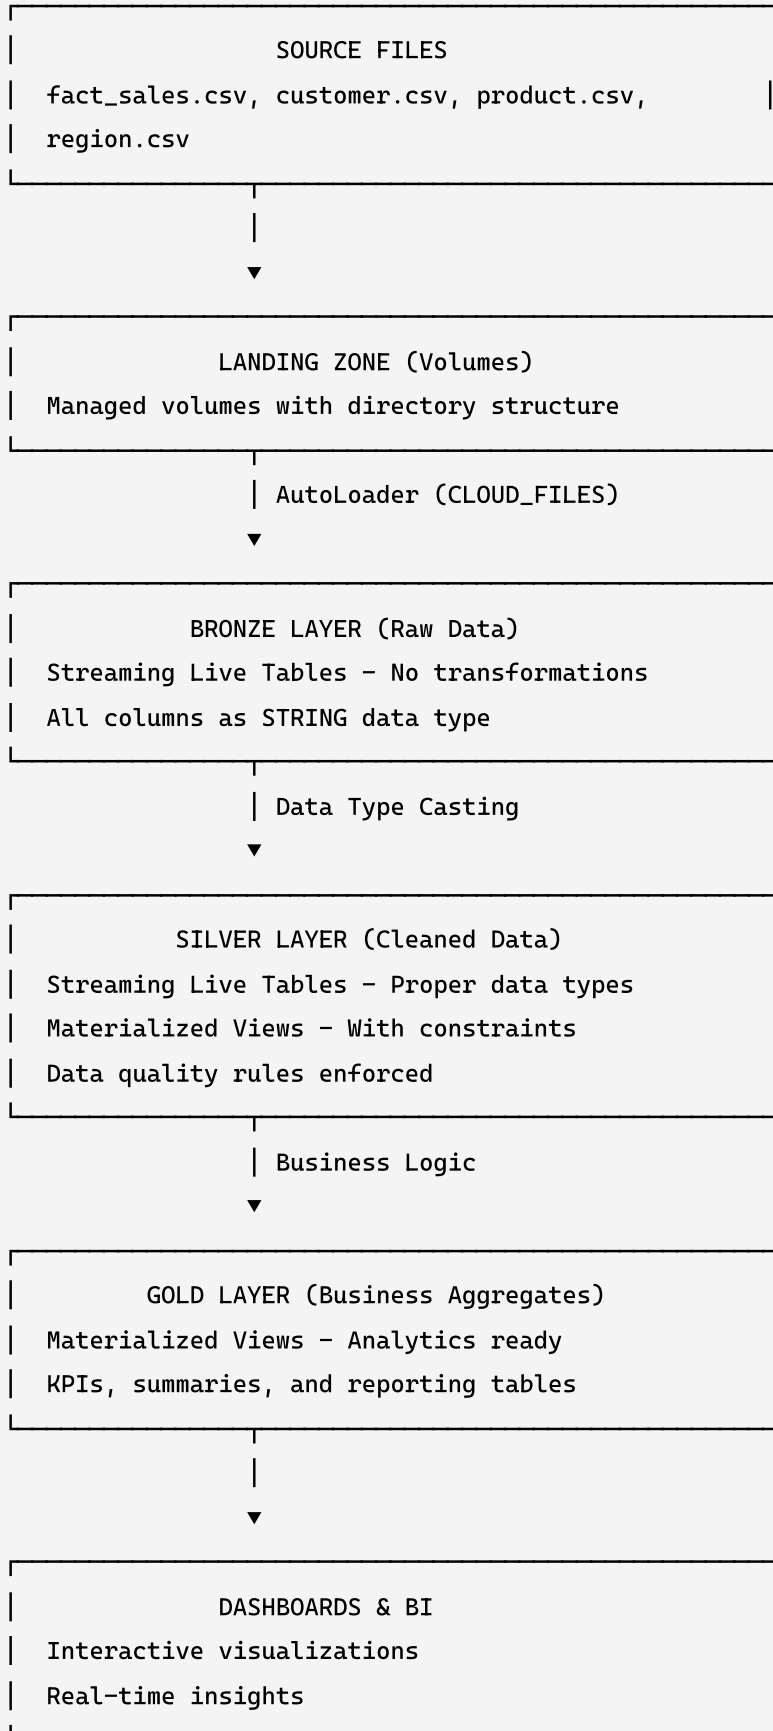 SOURCE FILES
fact_sales.csv, customer.csv, product.csv,
region.csv
LANDING ZONE (Volumes)
Managed volumes with directory structure
AutoLoader (CLOUD_FILES)
BRONZE LAYER (Raw Data)
Streaming Live Tables - No transformations
All columns as STRING data type
Data Type Casting
SILVER LAYER (Cleaned Data)
Streaming Live Tables - Proper data types
Materialized Views - With constraints
Data quality rules enforced
Business Logic
GOLD LAYER (Business Aggregates)
Materialized Views - Analytics ready
KPIs, summaries, and reporting tables
DASHBOARDS & BI
Interactive visualizations
Real-time insights